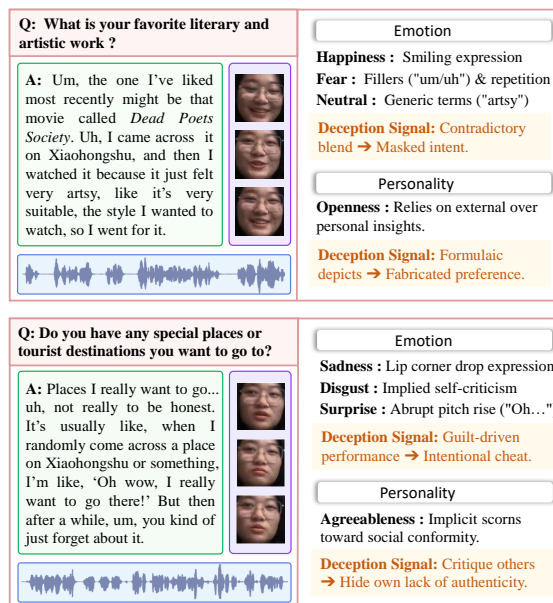 Q: What is your favorite literary and
artistic work ?
A: Um, the one I've liked
most recently might be that
movie called Dead Poets
Society. Uh, I came across it
on Xiaohongshu, and then I
watched it because it just felt
very artsy, like it's very
suitable, the style I wanted to
watch, so I went for it.
Emotion
Happiness : Smiling expression
Fear : Fillers ("um/uh") & repetition
Neutral : Generic terms ("artsy")
Deception Signal: Contradictory
blend ➔ Masked intent.
Personality
Openness : Relies on external over
personal insights.
Deception Signal: Formulaic
depicts ➔ Fabricated preference.
Q: Do you have any special places or
tourist destinations you want to go to?
A: Places I really want to go...
uh, not really to be honest.
It's usually like, when I
randomly come across a place
on Xiaohongshu or something,
I'm like, 'Oh wow, I really
want to go there!' But then
after a while, um, you kind of
just forget about it.
Emotion
Sadness : Lip corner drop expression
Disgust : Implied self-criticism
Surprise : Abrupt pitch rise ("Oh…")
Deception Signal: Guilt-driven
performance ➔ Intentional cheat.
Personality
Agreeableness : Implicit scorns
toward social conformity.
Deception Signal: Critique others
➔ Hide own lack of authenticity.